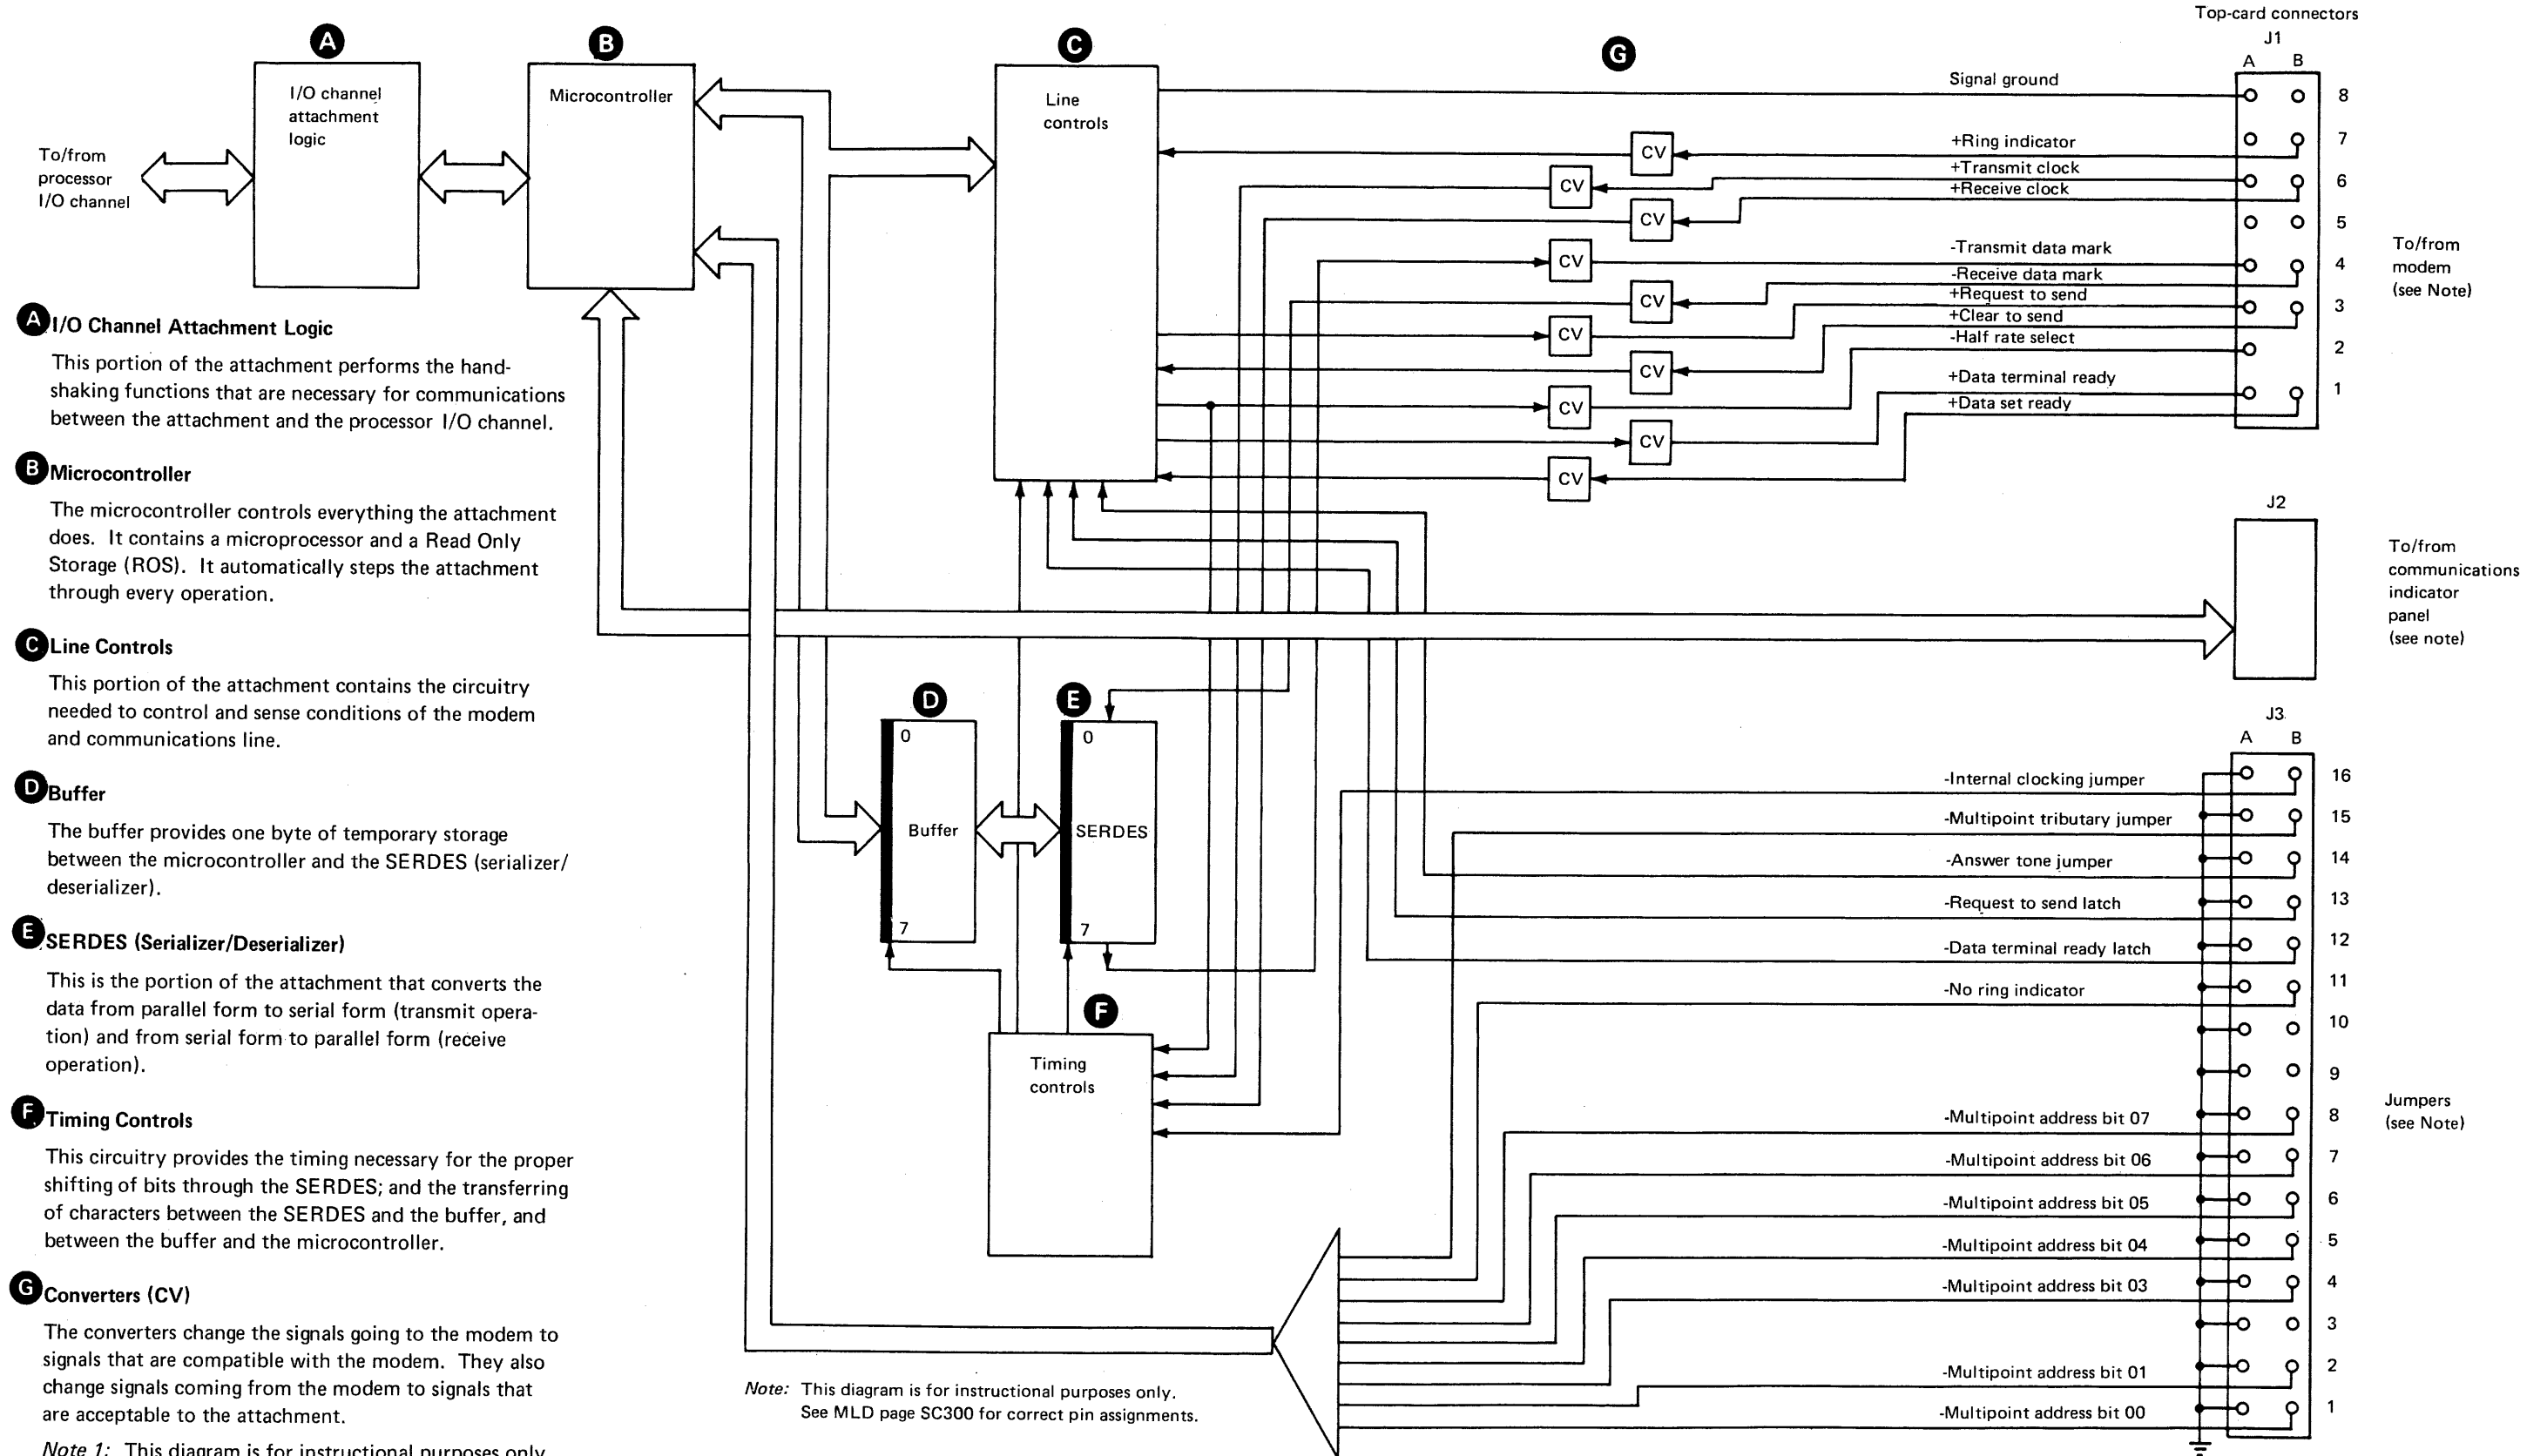 Top-card connectors
J1
A B
A
B
C
G
I/O channel
attachment
logic
Microcontroller
Line
controls
To/from
processor
I/O channel
Signal ground
8
+Ring indicator
CV
7
+Transmit clock
CV
6
+Receive clock
CV
5
-Transmit data mark
CV
4
-Receive data mark
CV
+Request to send
CV
3
+Clear to send
CV
-Half rate select
CV
2
+Data terminal ready
CV
1
+Data set ready
CV
To/from
modem
(see Note)
J2
To/from
communications
indicator
panel
(see note)
A I/O Channel Attachment Logic
This portion of the attachment performs the hand-
shaking functions that are necessary for communications
between the attachment and the processor I/O channel.
B Microcontroller
The microcontroller controls everything the attachment
does. It contains a microprocessor and a Read Only
Storage (ROS). It automatically steps the attachment
through every operation.
C Line Controls
This portion of the attachment contains the circuitry
needed to control and sense conditions of the modem
and communications line.
D Buffer
The buffer provides one byte of temporary storage
between the microcontroller and the SERDES (serializer/
deserializer).
E SERDES (Serializer/Deserializer)
This is the portion of the attachment that converts the
data from parallel form to serial form (transmit opera-
tion) and from serial form to parallel form (receive
operation).
F Timing Controls
This circuitry provides the timing necessary for the proper
shifting of bits through the SERDES; and the transferring
of characters between the SERDES and the buffer, and
between the buffer and the microcontroller.
G Converters (CV)
The converters change the signals going to the modem to
signals that are compatible with the modem. They also
change signals coming from the modem to signals that
are acceptable to the attachment.
Note 1: This diagram is for instructional purposes only
D
0
Buffer
7
E
0
SERDES
7
F
Timing
controls
J3
A B
-Internal clocking jumper
16
-Multipoint tributary jumper
15
-Answer tone jumper
14
-Request to send latch
13
-Data terminal ready latch
12
-No ring indicator
11
10
9
-Multipoint address bit 07
8
-Multipoint address bit 06
7
-Multipoint address bit 05
6
-Multipoint address bit 04
5
-Multipoint address bit 03
4
3
-Multipoint address bit 01
2
-Multipoint address bit 00
1
Jumpers
(see Note)
Note: This diagram is for instructional purposes only.
See MLD page SC300 for correct pin assignments.